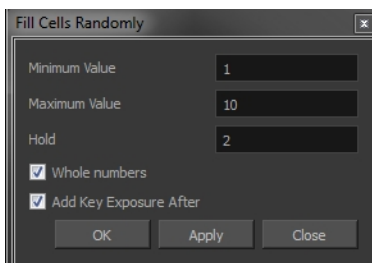 Fill Cells Randomly
Minimum Value 1
Maximum Value 10
Hold 2
Whole numbers
Add Key Exposure After
OK Apply Close